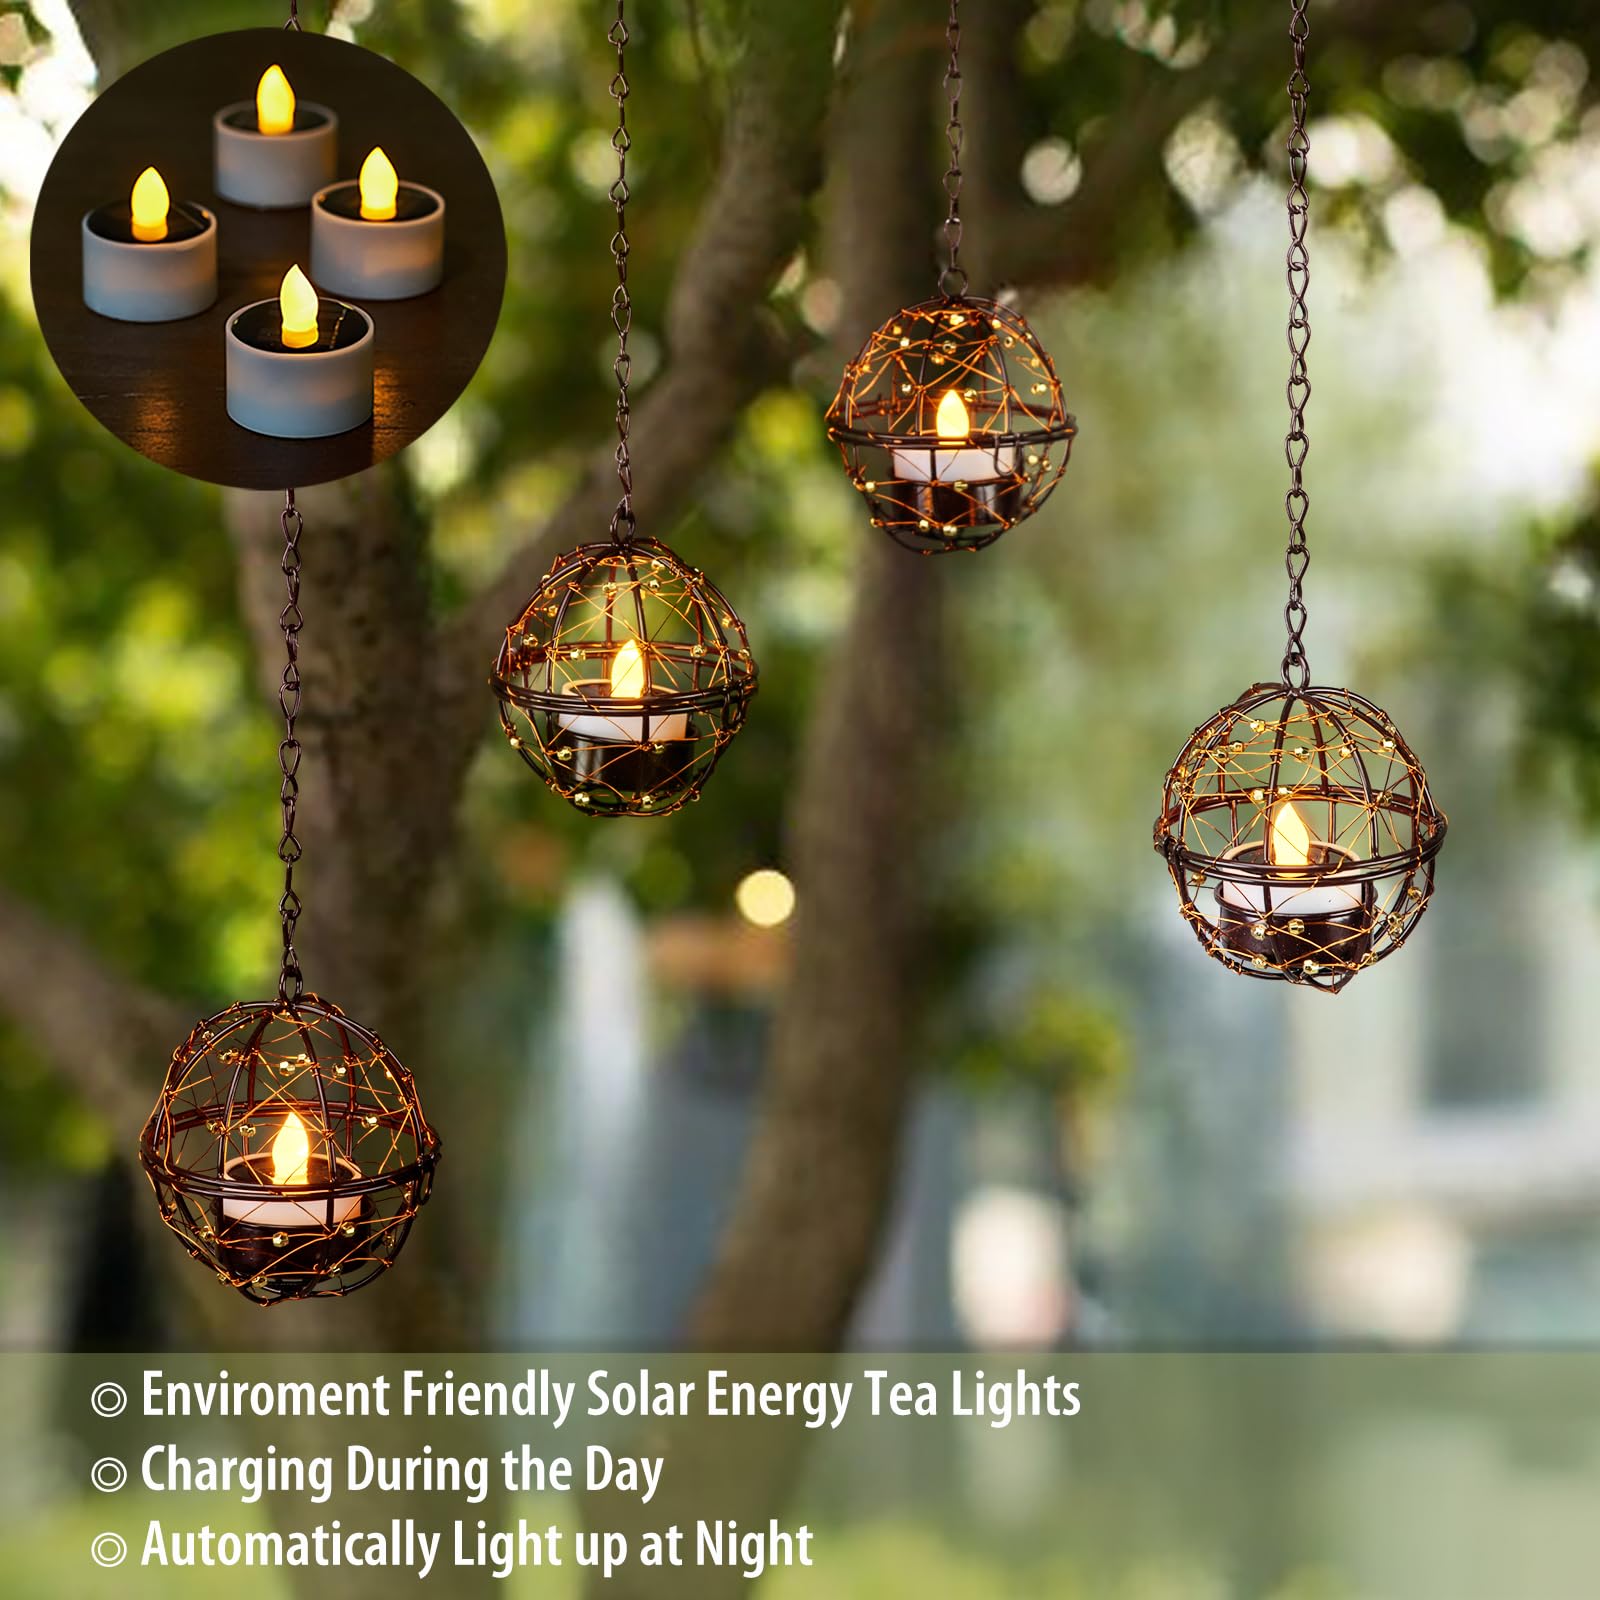 Enviroment Friendly Solar Energy Tea Lights
Charging During the Day
Automatically Light up at Night